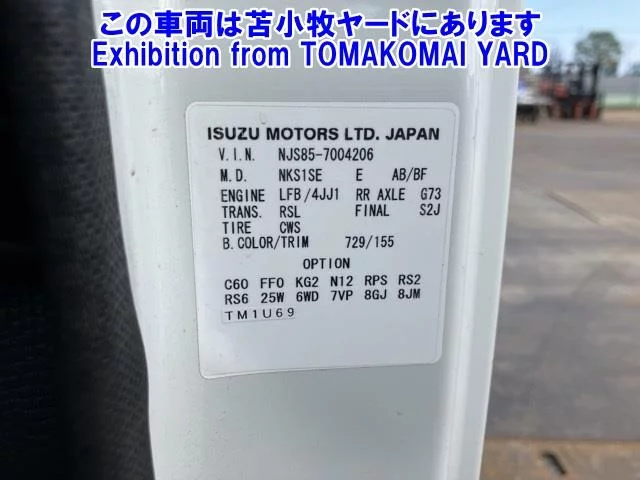 この車両は苫小牧ヤードにあります
Exhibition from TOMAKOMAI YARD
ISUZU MOTORS LTD. JAPAN
V.I.N. NJS85-7004206
M.D. NKS1SE E AB/BF
ENGINE LFB/4JJ1 RR AXLE G73
TRANS. RSL FINAL S2J
TIRE CWS
B.COLOR/TRIM 729/155
OPTION
C60 FF0 KG2 N12 RPS RS2
RS6 25W 6WD 7VP 8GJ 8JM
TM1U69